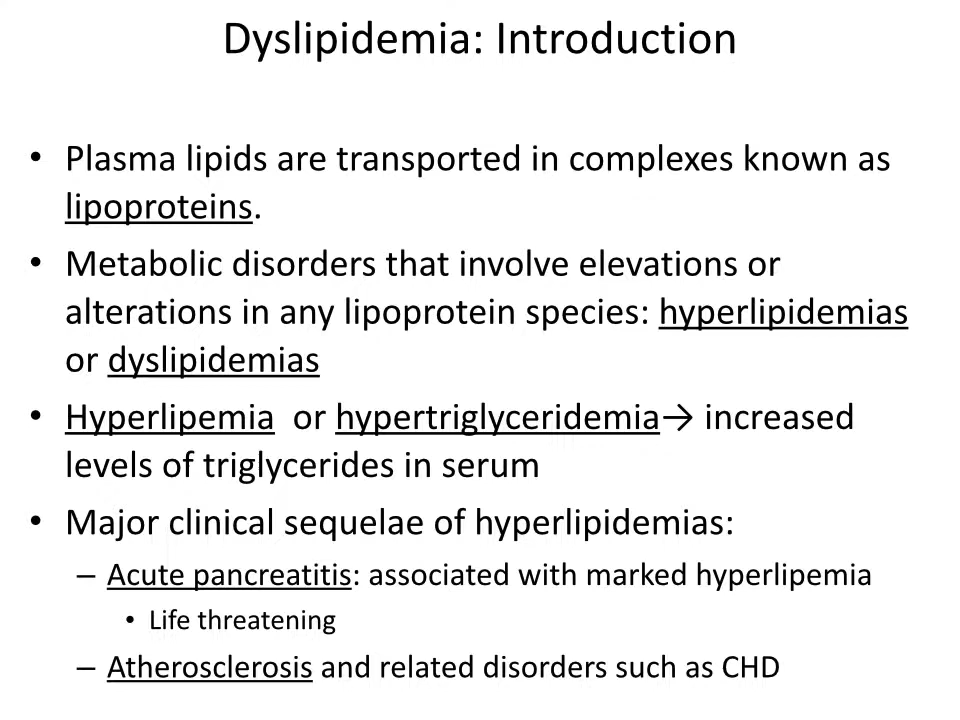 Dyslipidemia: Introduction
• Plasma lipids are transported in complexes known as
lipoproteins.
• Metabolic disorders that involve elevations or
alterations in any lipoprotein species: hyperlipidemias
or dyslipidemias
• Hyperlipemia or hypertriglyceridemia→ increased
levels of triglycerides in serum
• Major clinical sequelae of hyperlipidemias:
– Acute pancreatitis: associated with marked hyperlipemia
• Life threatening
– Atherosclerosis and related disorders such as CHD